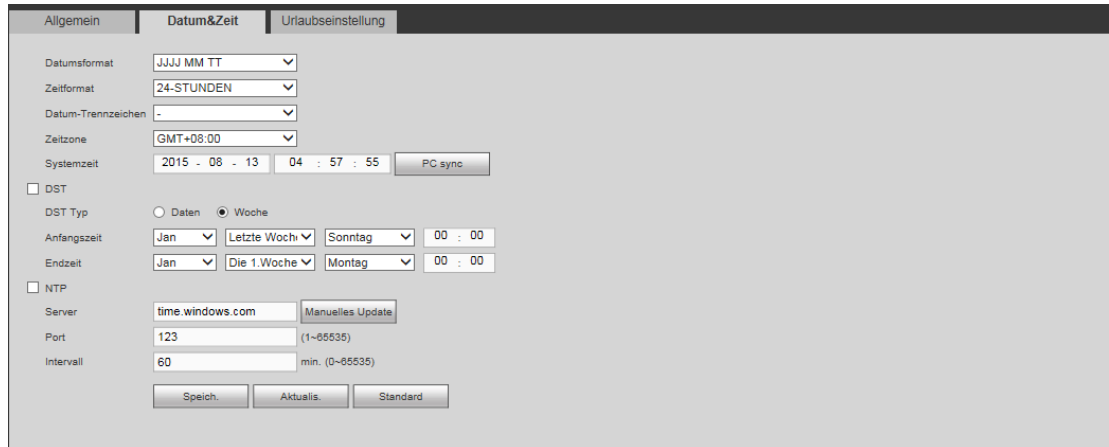 Allgemein Datum&Zeit Urlaubseinstellung
Datumsformat JJJJ MM TT
Zeitformat 24-STUNDEN
Datum-Trennzeichen -
Zeitzone GMT+08:00
Systemzeit 2015 - 08 - 13 04 : 57 : 55 PC sync
DST
DST Typ Daten Woche
Anfangszeit Jan Letzte Woch Sonntag 00 : 00
Endzeit Jan Die 1.Woche Montag 00 : 00
NTP
Server time.windows.com Manuelles Update
Port 123 (1~65535)
Intervall 60 min. (0~65535)
Speich. Aktualis. Standard